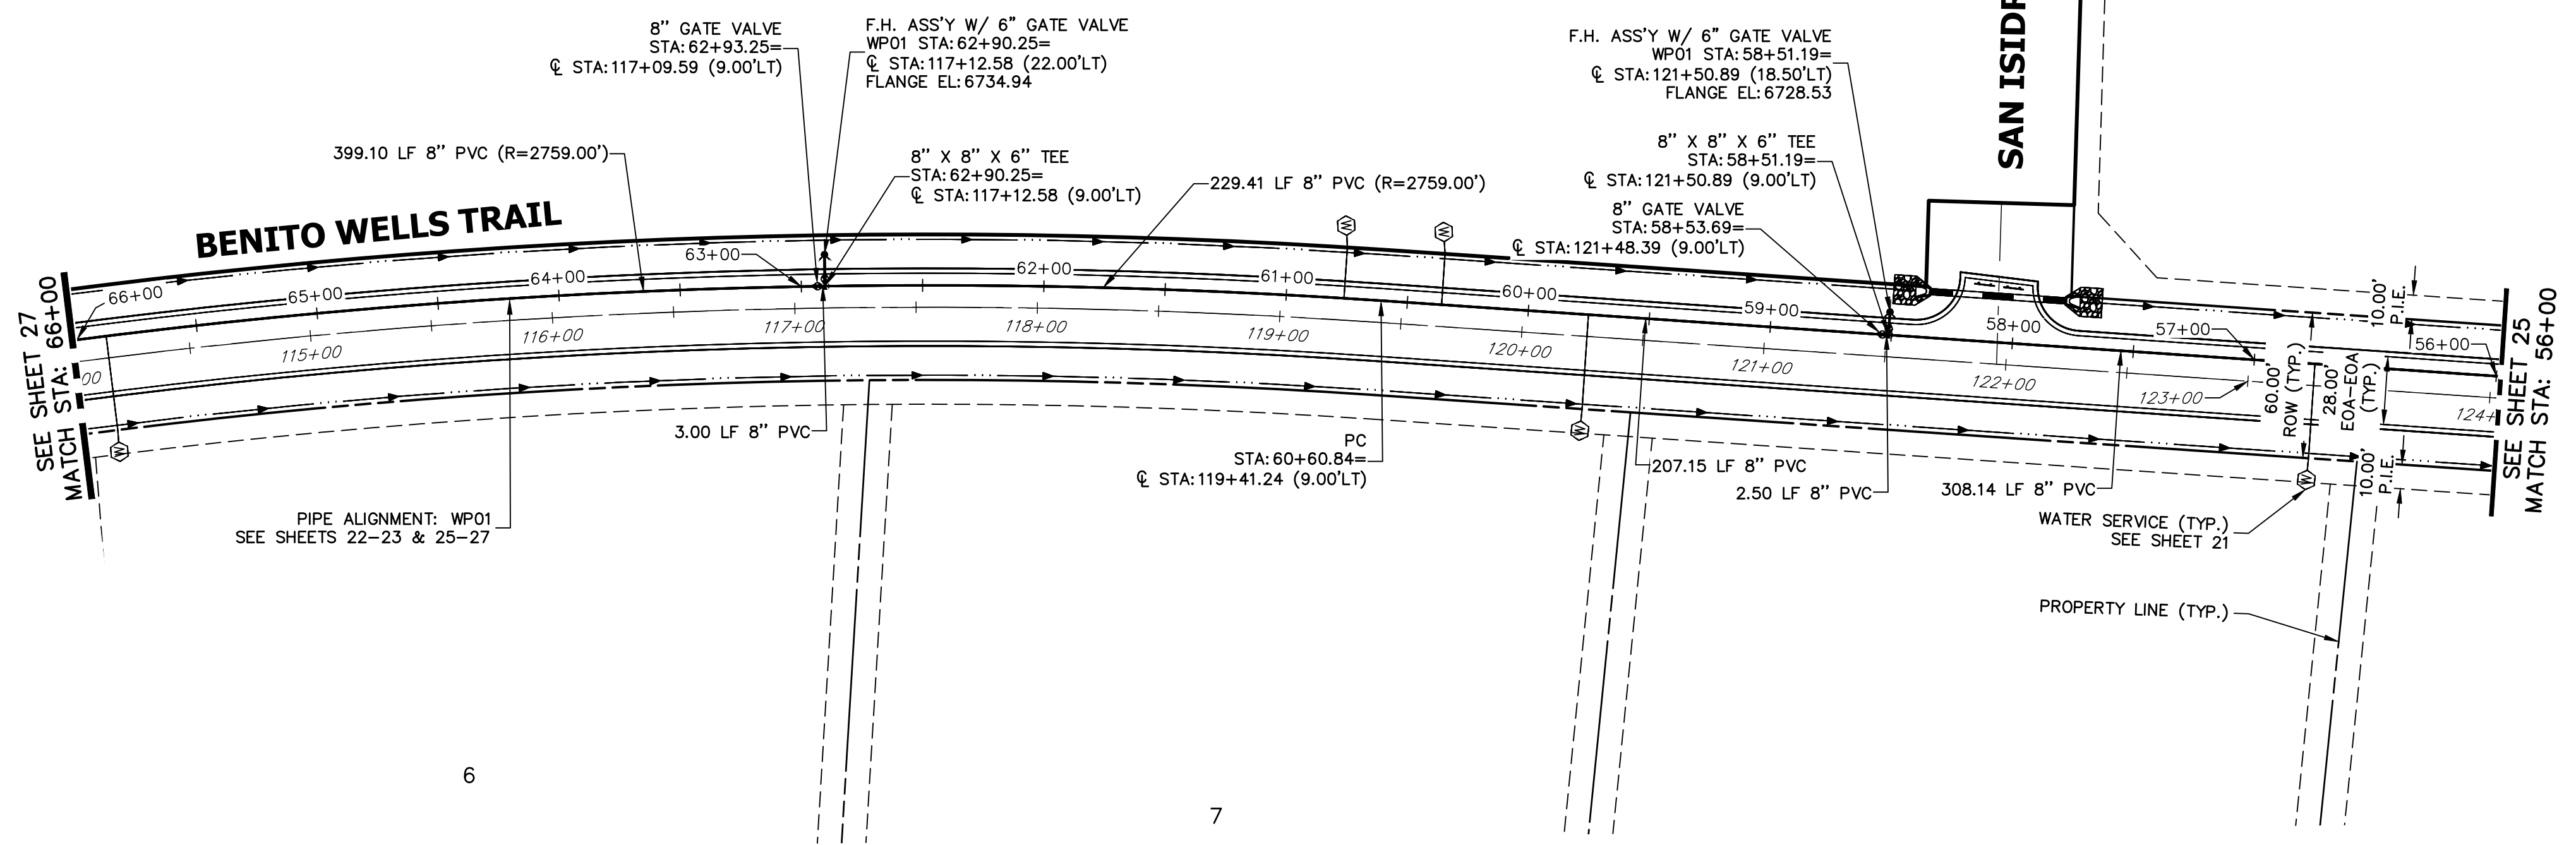 8" GATE VALVE
STA:62+93.25=
℄ STA:117+09.59 (9.00'LT)
F.H. ASS'Y W/ 6" GATE VALVE
WP01 STA:62+90.25=
℄ STA:117+12.58 (22.00'LT)
FLANGE EL:6734.94
F.H. ASS'Y W/ 6" GATE VALVE
WP01 STA:58+51.19=
℄ STA:121+50.89 (18.50'LT)
FLANGE EL:6728.53
SAN ISIDR
399.10 LF 8" PVC (R=2759.00')
8" X 8" X 6" TEE
STA:62+90.25=
℄ STA:117+12.58 (9.00'LT)
229.41 LF 8" PVC (R=2759.00')
8" X 8" X 6" TEE
STA:58+51.19=
℄ STA:121+50.89 (9.00'LT)
8" GATE VALVE
STA:58+53.69=
℄ STA:121+48.39 (9.00'LT)
BENITO WELLS TRAIL
W
W
66+00
65+00
64+00
63+00
62+00
61+00
60+00
59+00
58+00
57+00
56+00
00
115+00
116+00
117+00
118+00
119+00
120+00
121+00
122+00
123+00
124+
SEE SHEET 27
MATCH STA: 66+00
SEE SHEET 25
MATCH STA: 56+00
10.00'
P.I.E.
60.00'
ROW (TYP.)
28.00'
EOA-EOA
(TYP.)
10.00'
P.I.E.
W
W
W
3.00 LF 8" PVC
PC
STA:60+60.84=
℄ STA:119+41.24 (9.00'LT)
207.15 LF 8" PVC
2.50 LF 8" PVC
308.14 LF 8" PVC
PIPE ALIGNMENT: WP01
SEE SHEETS 22-23 & 25-27
WATER SERVICE (TYP.)
SEE SHEET 21
PROPERTY LINE (TYP.)
6
7